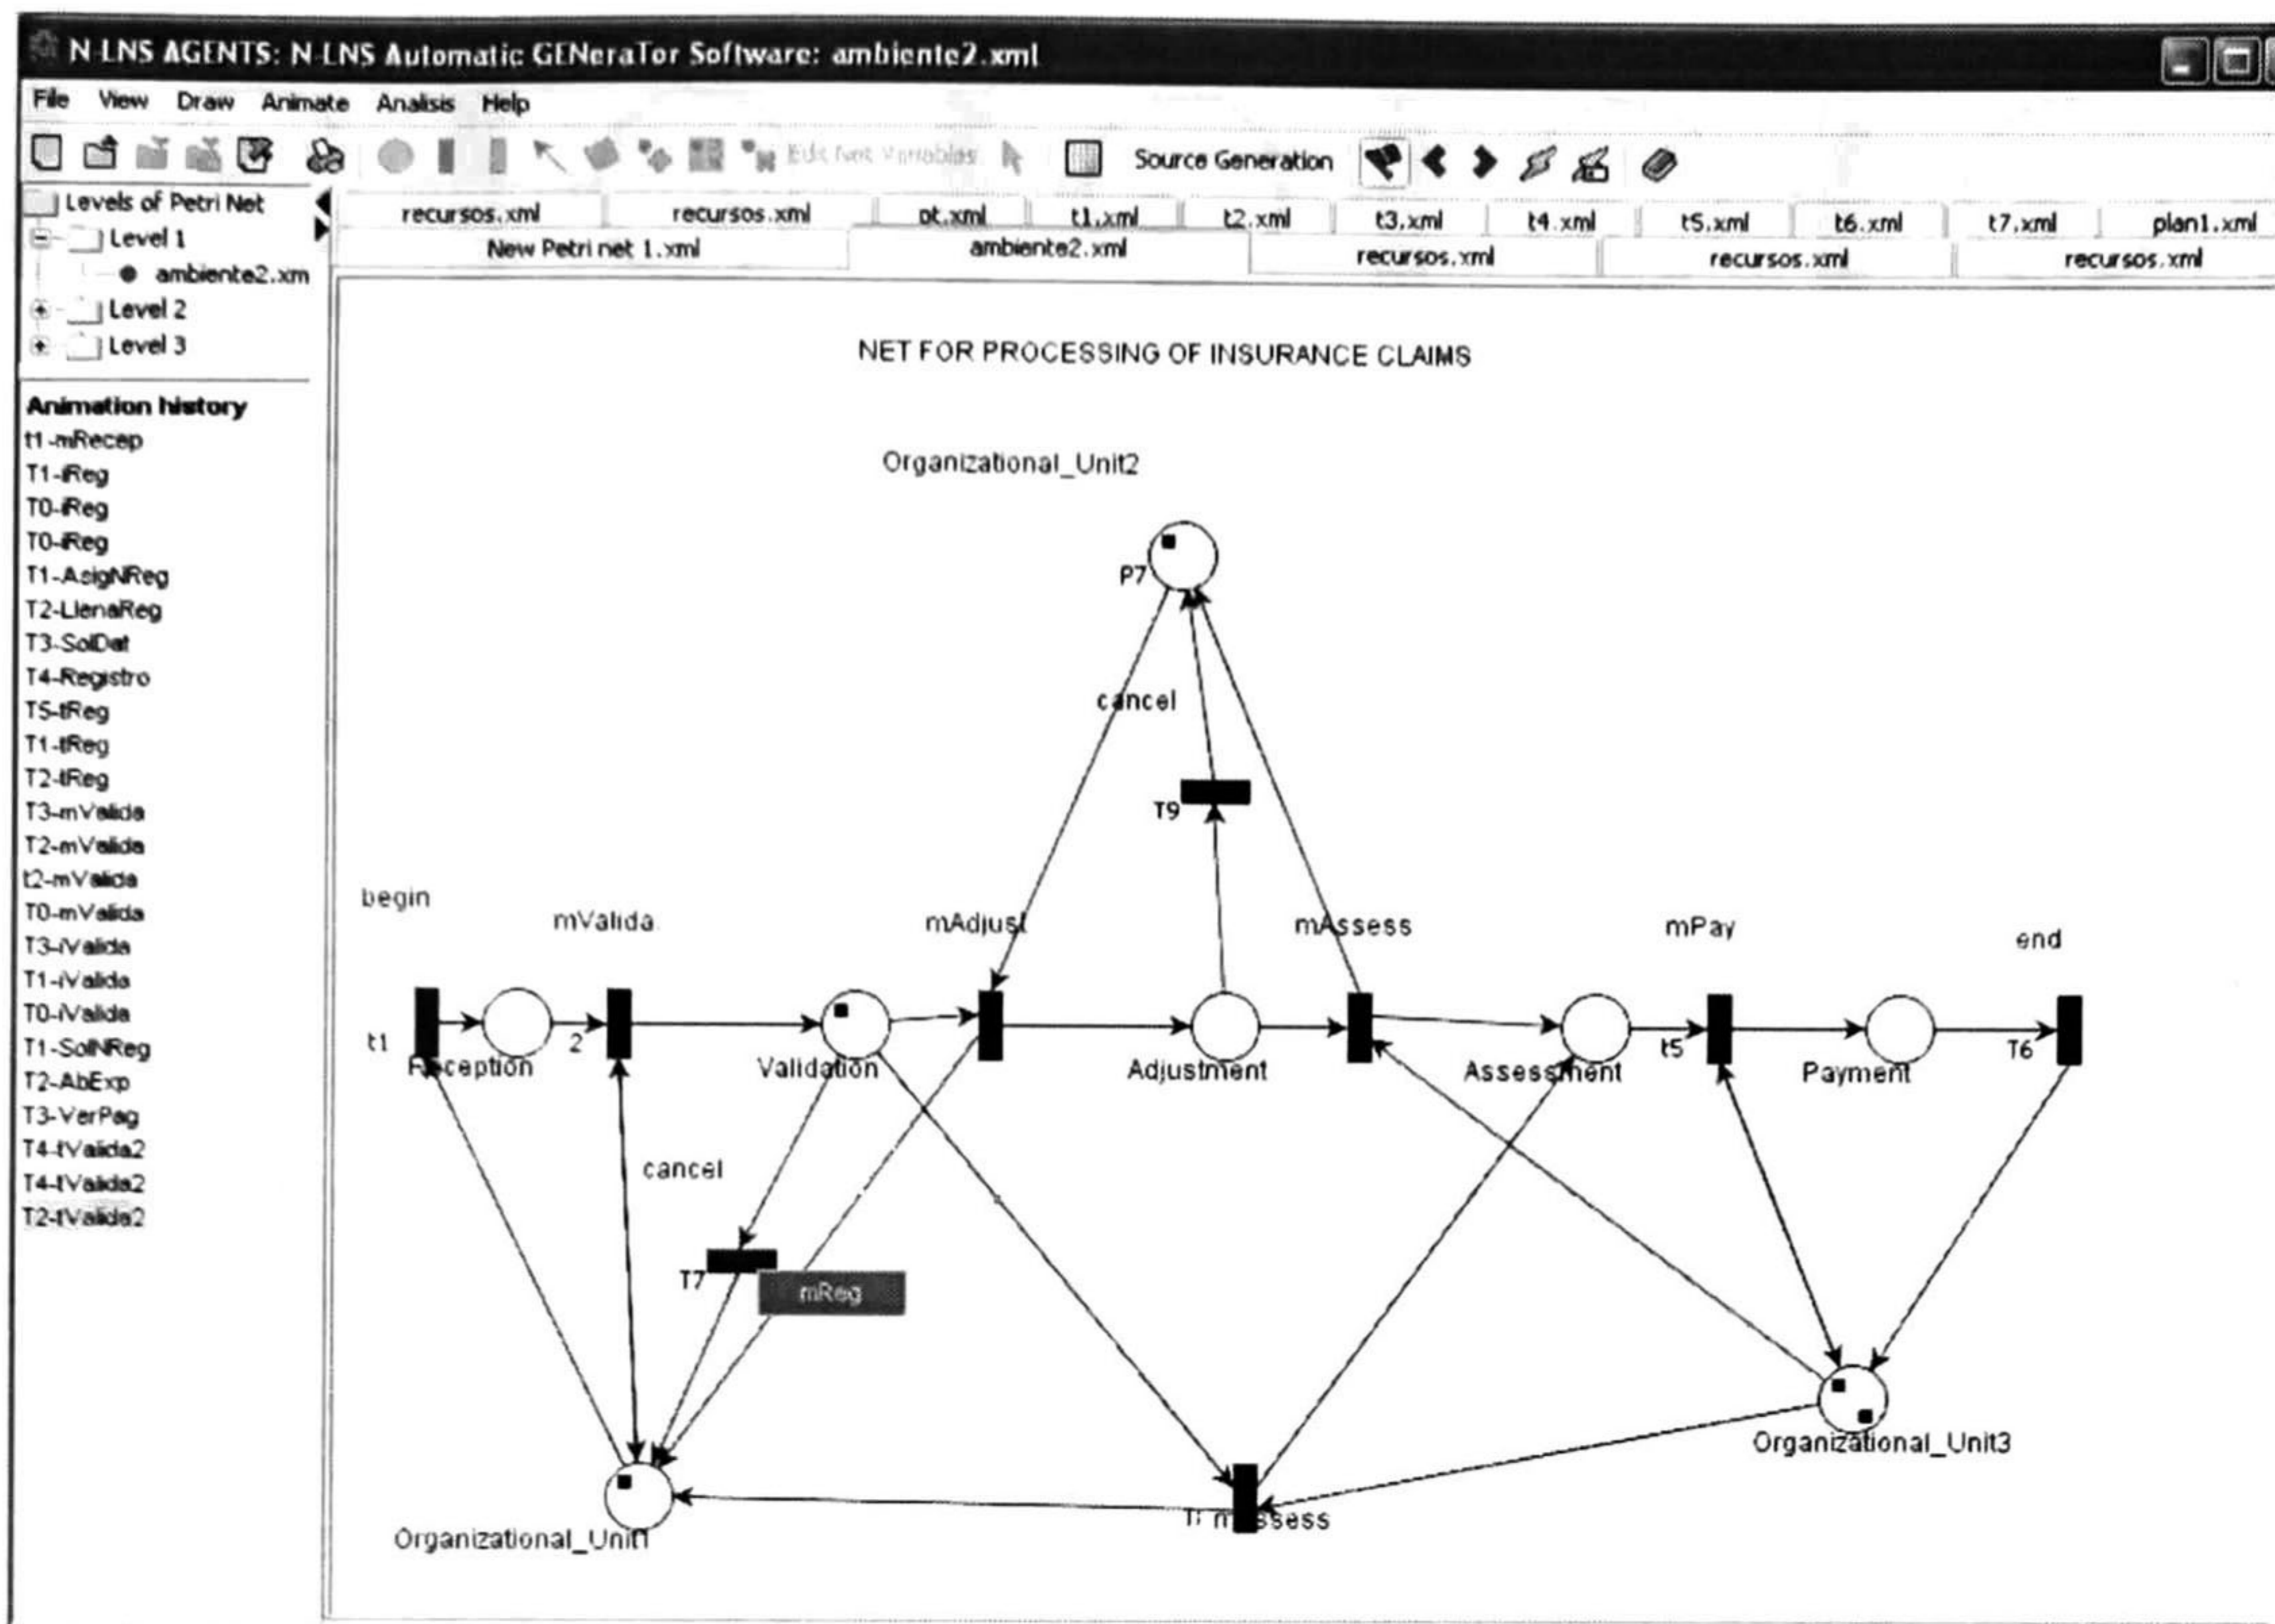 N-LNS AGENTS: N-LNS Automatic GENeraTor Software: ambiente2.xml
File View Draw Animate Analisis Help
Edit Net Variables Source Generation
Levels of Petri Net
Level 1
ambiente2.xm
Level 2
Level 3
recursos.xml recursos.xml pt.xml t1.xml t2.xml t3.xml t4.xml t5.xml t6.xml t7.xml plan1.xml
New Petri net 1.xml ambiente2.xml recursos.xml recursos.xml recursos.xml
Animation history
t1-mRecep
T1-iReg
T0-iReg
T0-iReg
T1-AsigNReg
T2-LlenaReg
T3-SolDat
T4-Registro
T5-tReg
T1-tReg
T2-tReg
T3-mValida
T2-mValida
t2-mValida
T0-mValida
T3-iValida
T1-iValida
T0-iValida
T1-SolNReg
T2-AbExp
T3-VerPag
T4-tValida2
T4-tValida2
T2-tValida2
NET FOR PROCESSING OF INSURANCE CLAIMS
Organizational_Unit2
P7
cancel
T9
begin mValida mAdjust mAssess mPay end
t1 2 t5 T6
Reception Validation Adjustment Assessment Payment
cancel
T7
mReg
Organizational_Unit3
Organizational_Unit1